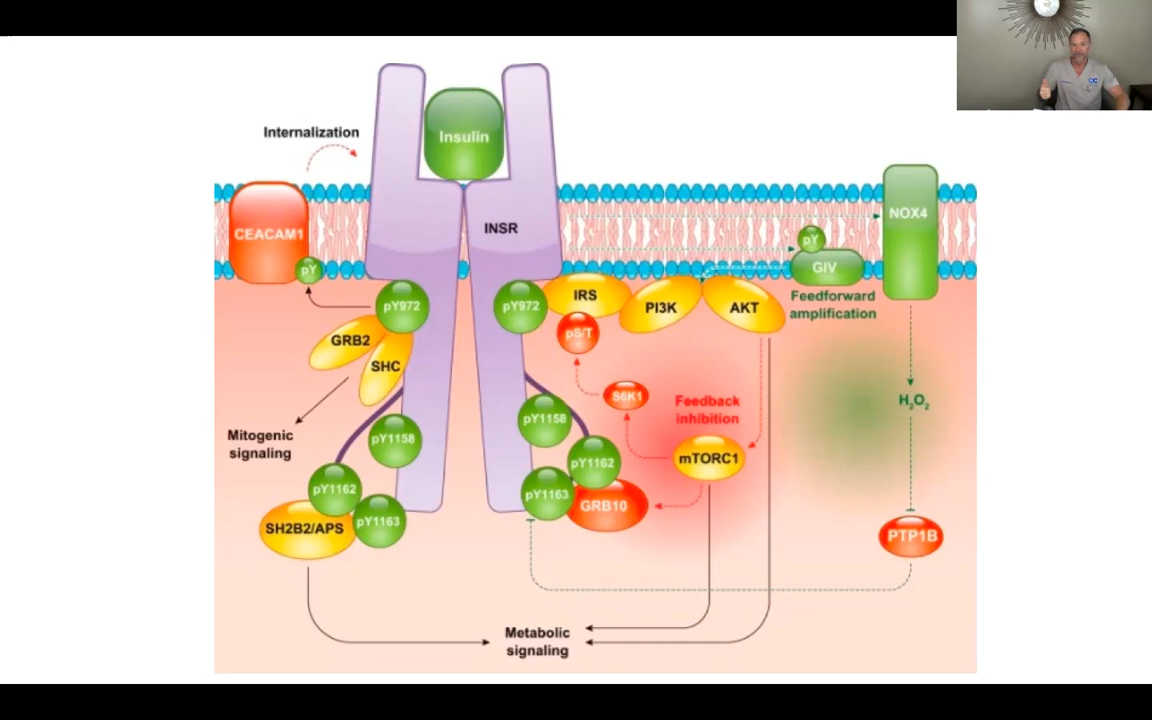 Internalization
Insulin
CEACAM1
INSR
NOX4
pY
GIV
pY
pY972
pY972
IRS
PI3K
AKT
Feedforward
amplification
GRB2
pS/T
SHC
S6K1
Feedback
inhibition
H₂O₂
Mitogenic
signaling
pY1158
pY1158
mTORC1
pY1162
pY1162
pY1163
GRB10
SH2B2/APS
pY1163
PTP1B
Metabolic
signaling